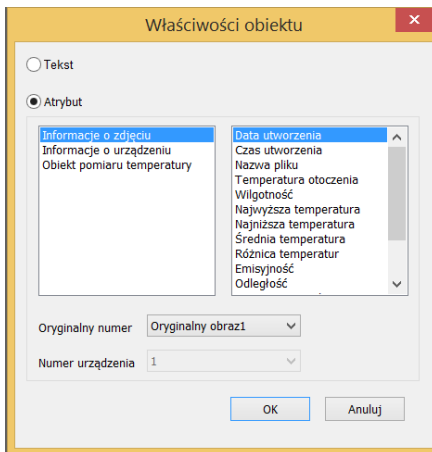 Właściwości obiektu
Tekst
Atrybut
Informacje o zdjęciu
Informacje o urządzeniu
Obiekt pomiaru temperatury
Data utworzenia
Czas utworzenia
Nazwa pliku
Temperatura otoczenia
Wilgotność
Najwyższa temperatura
Najniższa temperatura
Średnia temperatura
Różnica temperatur
Emisyjność
Odległość
Oryginalny numer Oryginalny obraz1
Numer urządzenia 1
OK Anuluj